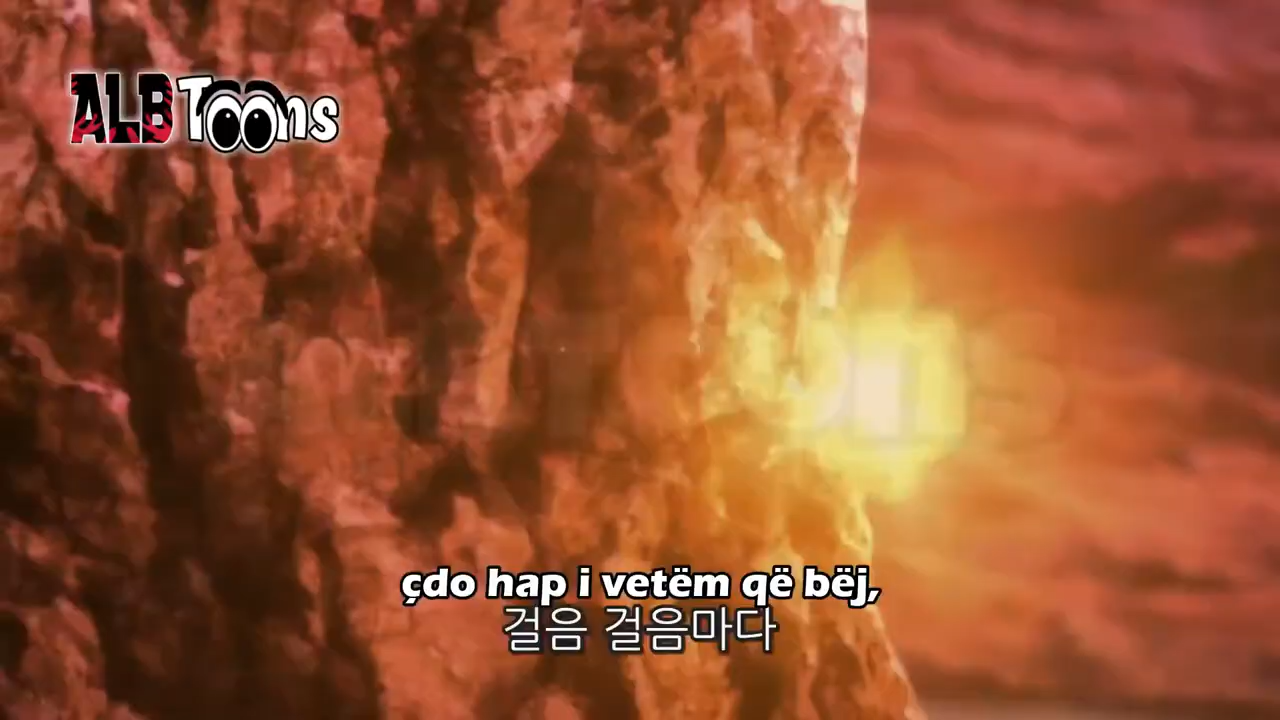 ALBToons
çdo hap i vetëm që bëj,
걸음 걸음마다